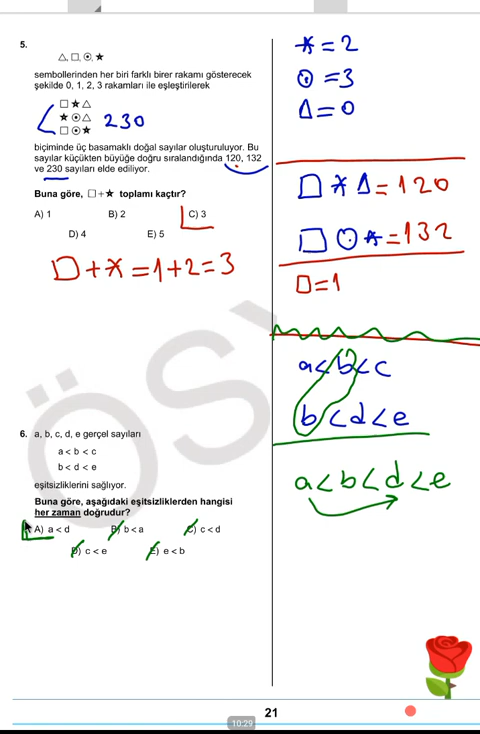 5.
△, □, ⊙, ★
sembollerinden her biri farklı birer rakamı gösterecek
şekilde 0, 1, 2, 3 rakamları ile eşleştirilerek
□ ★ △
★ ⊙ △ 230
□ ⊙ ★
biçiminde üç basamaklı doğal sayılar oluşturuluyor. Bu
sayılar küçükten büyüğe doğru sıralandığında 120, 132
ve 230 sayıları elde ediliyor.
Buna göre, □+★ toplamı kaçtır?
A) 1 B) 2 C) 3
D) 4 E) 5
□+★=1+2=3
★=2
⊙=3
△=0
□★△=120
□⊙★=132
□=1
ÖS
6. a, b, c, d, e gerçel sayıları
a < b < c
b < d < e
eşitsizliklerini sağlıyor.
Buna göre, aşağıdaki eşitsizliklerden hangisi
her zaman doğrudur?
A) a < d B) b < a C) c < d
D) c < e E) e < b
a<b<c
b<d<e
a<b<d<e
21
10:29